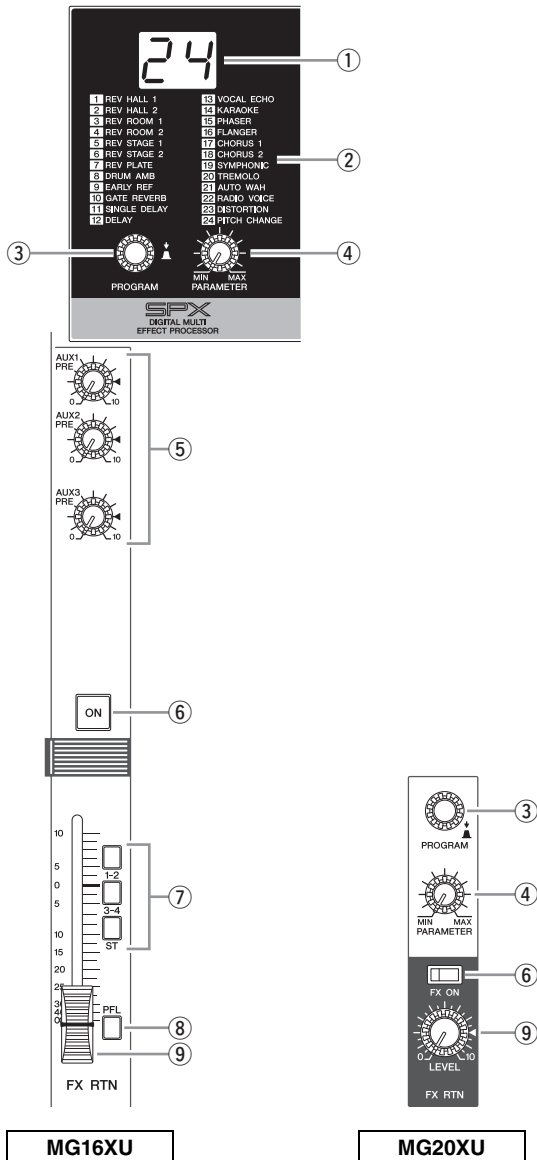 24
①
1 REV HALL 1
2 REV HALL 2
3 REV ROOM 1
4 REV ROOM 2
5 REV STAGE 1
6 REV STAGE 2
7 REV PLATE
8 DRUM AMB
9 EARLY REF
10 GATE REVERB
11 SINGLE DELAY
12 DELAY
13 VOCAL ECHO
14 KARAOKE
15 PHASER
16 FLANGER
17 CHORUS 1
18 CHORUS 2
19 SYMPHONIC
20 TREMOLO
21 AUTO WAH
22 RADIO VOICE
23 DISTORTION
24 PITCH CHANGE
②
③
PROGRAM
MIN MAX
PARAMETER
④
SPX
DIGITAL MULTI
EFFECT PROCESSOR
AUX1
PRE
0 10
AUX2
PRE
0 10
AUX3
PRE
0 10
⑤
ON
⑥
10
5
0
5
10
15
20
25
30
40
∞
1-2
3-4
ST
⑦
PFL
⑧
⑨
FX RTN
MG16XU
③
PROGRAM
④
MIN MAX
PARAMETER
⑥
FX ON
⑨
0 10
LEVEL
FX RTN
MG20XU